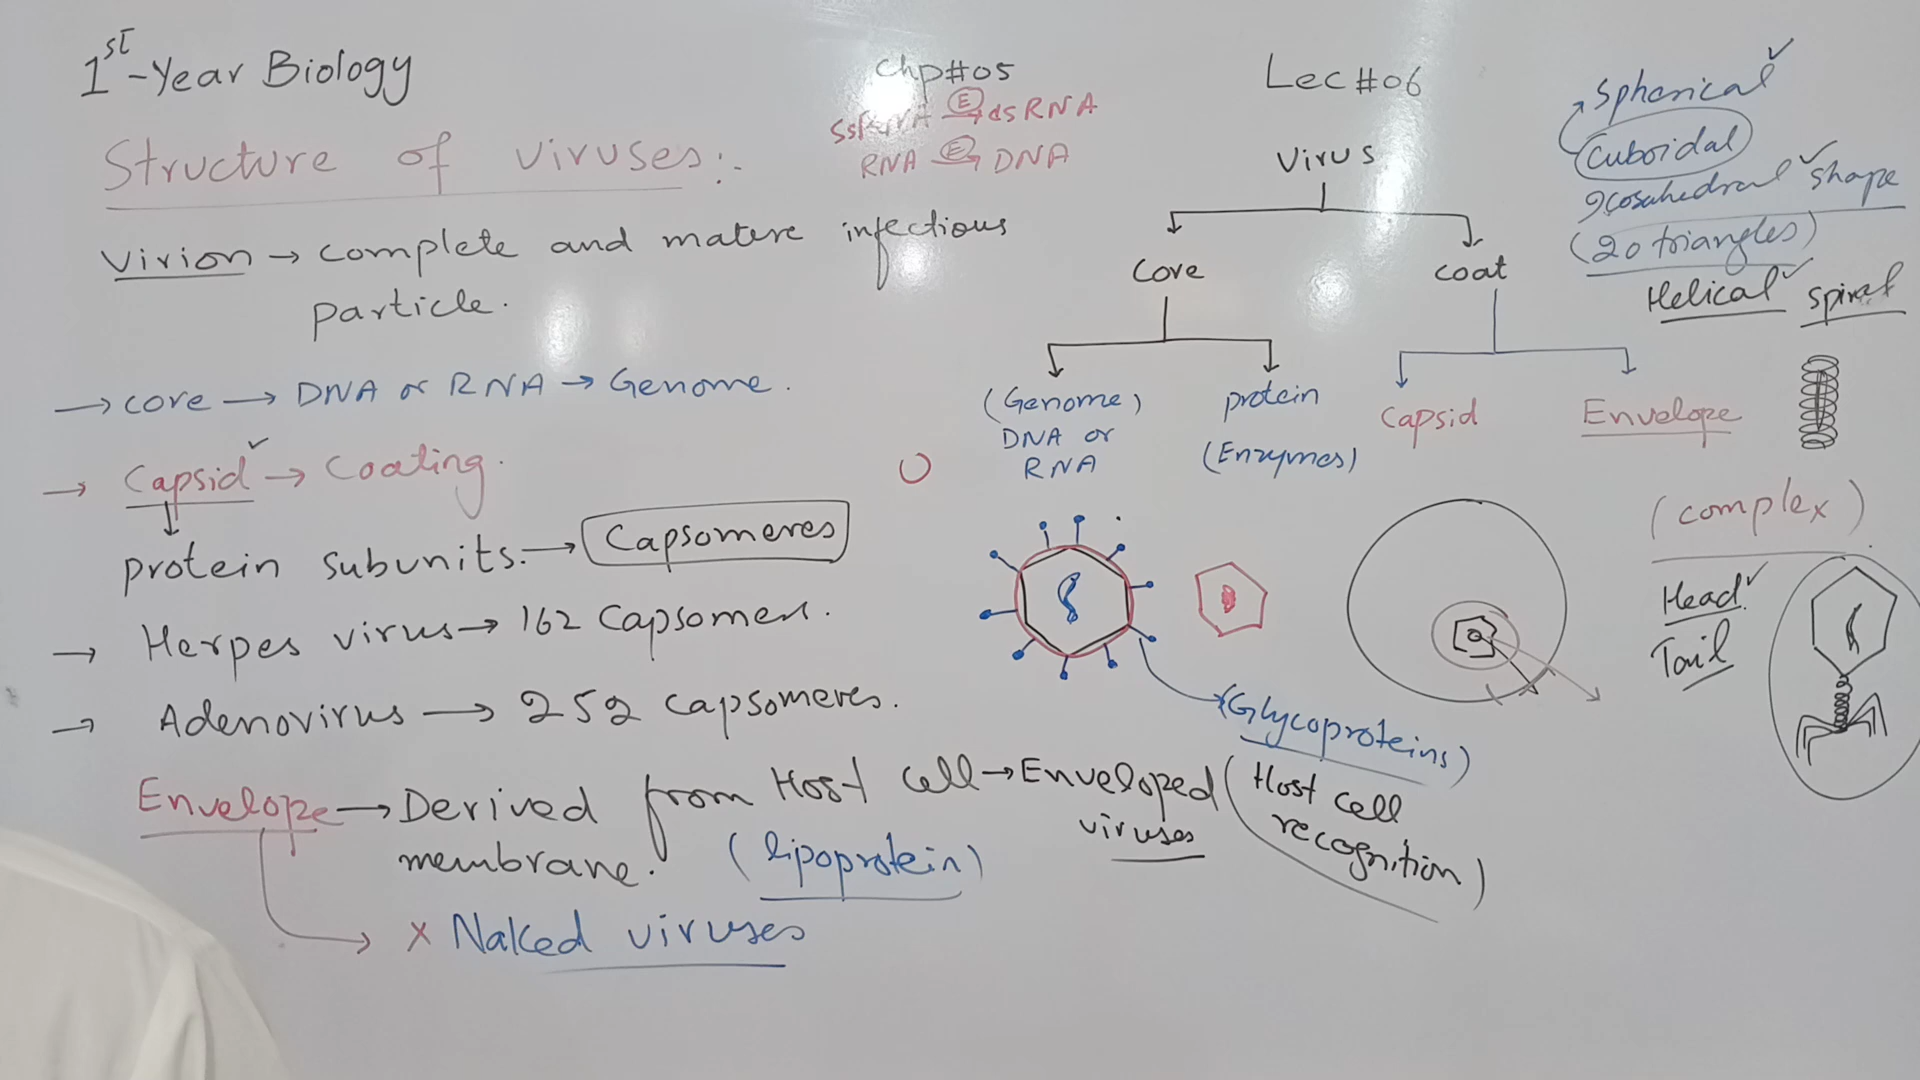 1st-Year Biology
Chp#05
Lec#06
Structure of viruses:-
E
dsRNA
RNA E DNA
Virion → complete and mature infectious
particle.
→ core → DNA or RNA → Genome.
→ Capsid ✓ → Coating.
protein subunits. → Capsomeres
→ Herpes virus → 162 Capsomers.
→ Adenovirus → 252 capsomeres.
Envelope → Derived from Host cell → Enveloped
viruses
membrane. (lipoprotein)
→ × Naked viruses
Virus
Core
coat
(Genome)
DNA or
RNA
protein
(Enzymes)
Capsid
Envelope
(Glycoproteins)
(Host cell
recognition)
Spherical ✓
Cuboidal
Icosahedral ✓ shape
(20 triangles)
Helical ✓ spiral
(complex)
Head ✓
Tail